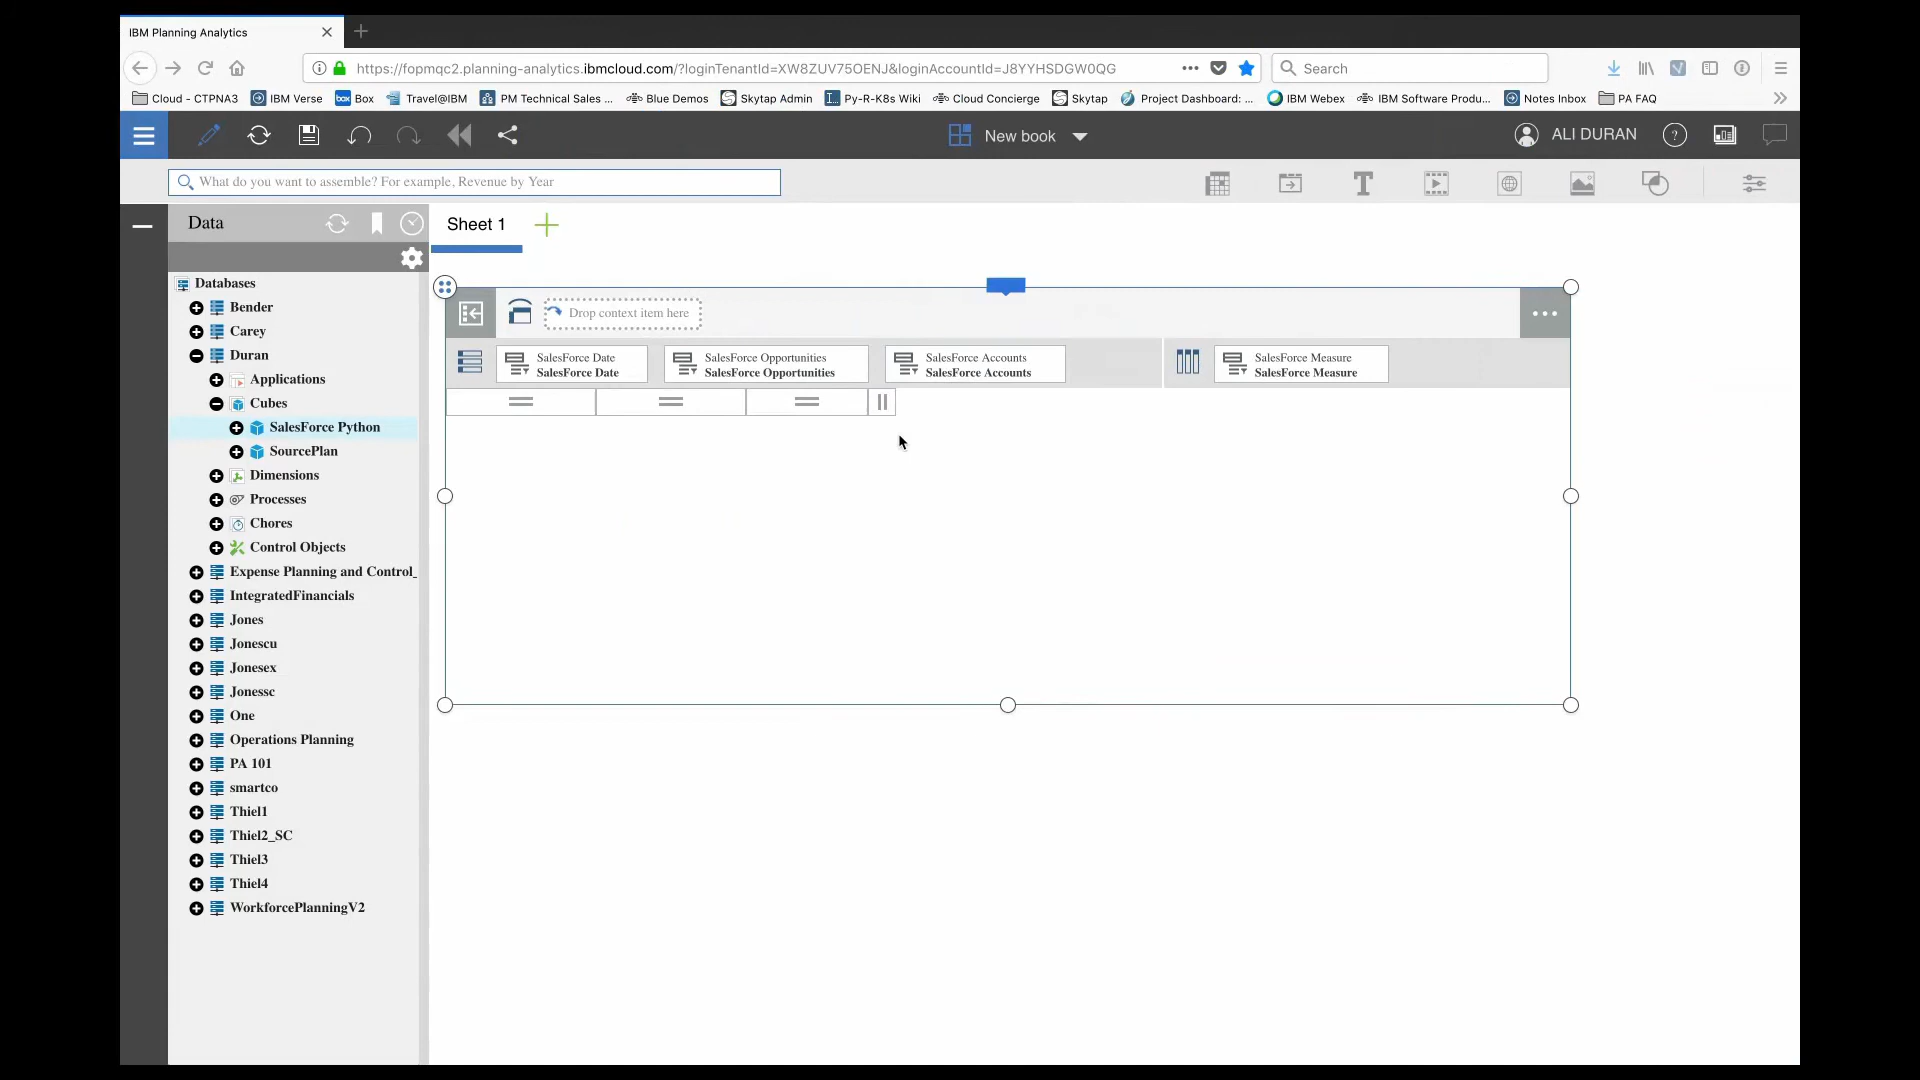 IBM Planning Analytics
https://fopmqc2.planning-analytics.ibmcloud.com/?loginTenantId=XW8ZUV75OENJ&loginAccountId=J8YYHSDGW0QG
Search
Cloud - CTPNA3 IBM Verse Box Travel@IBM PM Technical Sales ... Blue Demos Skytap Admin Py-R-K8s Wiki Cloud Concierge Skytap Project Dashboard: ... IBM Webex IBM Software Produ... Notes Inbox PA FAQ
New book
ALI DURAN
What do you want to assemble? For example, Revenue by Year
Data
Sheet 1
Databases
Bender
Carey
Duran
Applications
Cubes
SalesForce Python
SourcePlan
Dimensions
Processes
Chores
Control Objects
Expense Planning and Control_
IntegratedFinancials
Jones
Jonescu
Jonesex
Jonessc
One
Operations Planning
PA 101
smartco
Thiel1
Thiel2_SC
Thiel3
Thiel4
WorkforcePlanningV2
Drop context item here
SalesForce Date
SalesForce Date
SalesForce Opportunities
SalesForce Opportunities
SalesForce Accounts
SalesForce Accounts
SalesForce Measure
SalesForce Measure